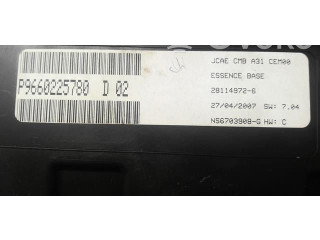 JCAE CMB A31 CEM00
ESSENCE BASE
P9660225780 D 02
28114972-6
27/04/2007 SW: 7.04
NS6703908-G HW: C